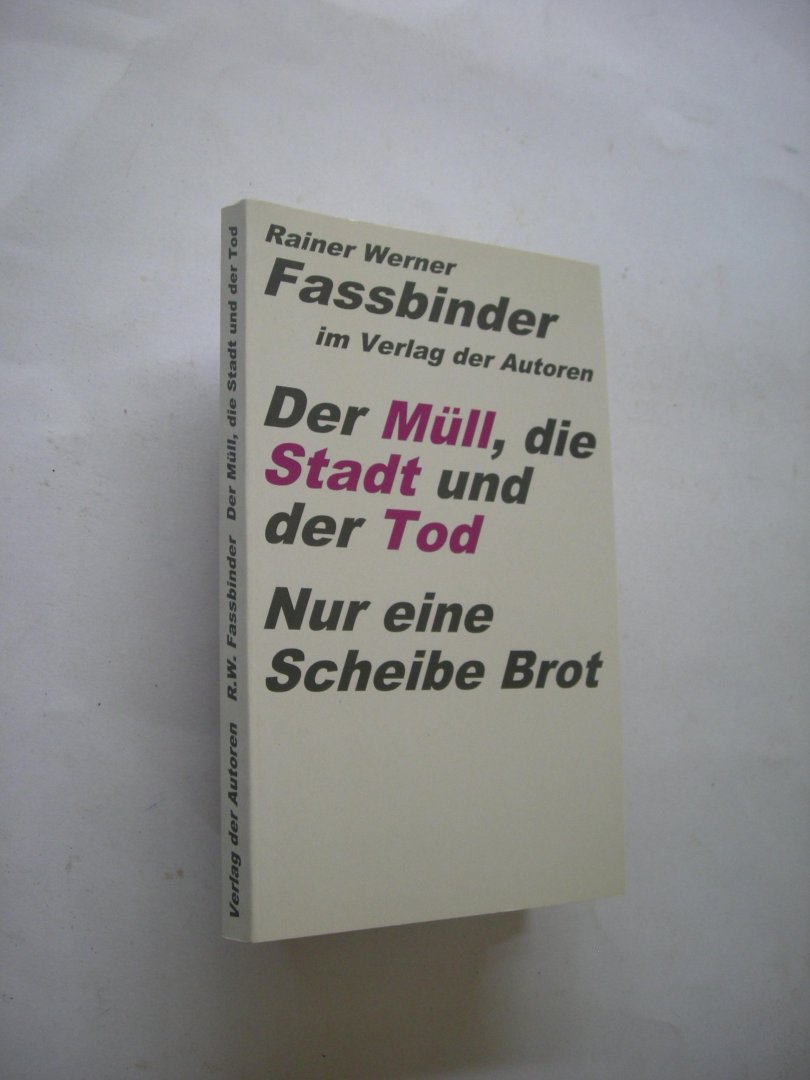 Rainer Werner
Fassbinder
im Verlag der Autoren
Der Müll, die
Stadt und
der Tod
Nur eine
Scheibe Brot
Verlag der Autoren R.W. Fassbinder Der Müll, die Stadt und der Tod